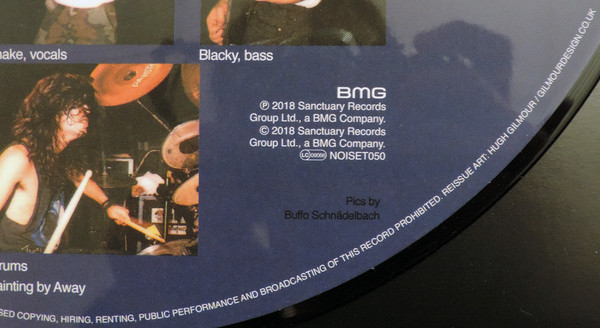 nake, vocals
Blacky, bass
BMG
℗ 2018 Sanctuary Records
Group Ltd., a BMG Company.
© 2018 Sanctuary Records
Group Ltd., a BMG Company.
LC NOISET050
Pics by
Buffo Schnädelbach
rums
ainting by Away
SED COPYING, HIRING, RENTING, PUBLIC PERFORMANCE AND BROADCASTING OF THIS RECORD PROHIBITED. REISSUE ART: HUGH GILMOUR / GILMOURDESIGN.CO.UK